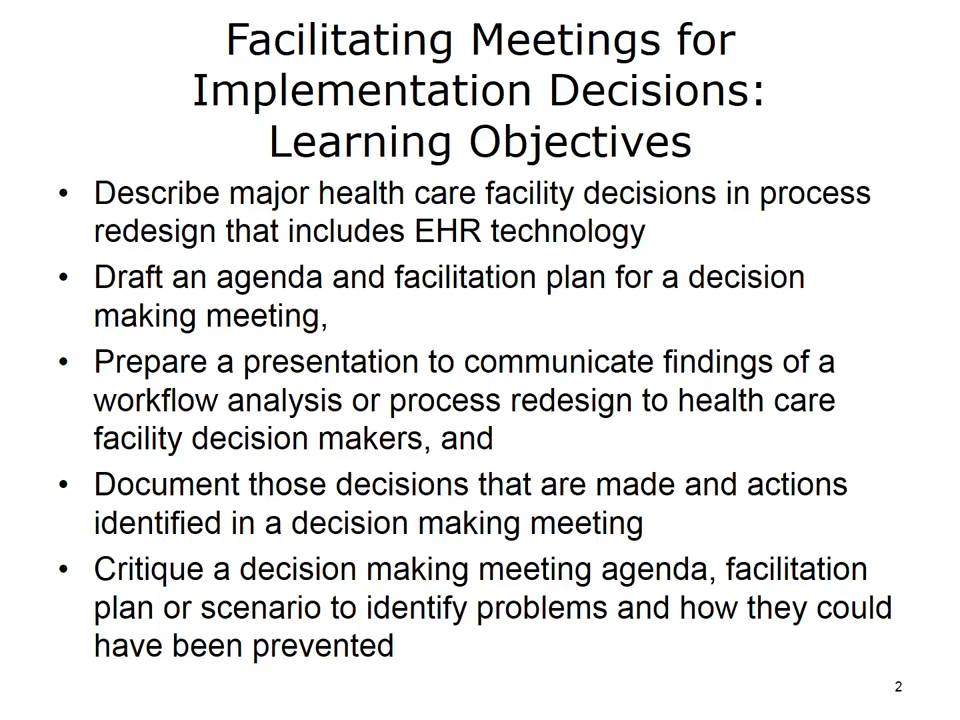 Facilitating Meetings for
Implementation Decisions:
Learning Objectives
• Describe major health care facility decisions in process
redesign that includes EHR technology
• Draft an agenda and facilitation plan for a decision
making meeting,
• Prepare a presentation to communicate findings of a
workflow analysis or process redesign to health care
facility decision makers, and
• Document those decisions that are made and actions
identified in a decision making meeting
• Critique a decision making meeting agenda, facilitation
plan or scenario to identify problems and how they could
have been prevented
2